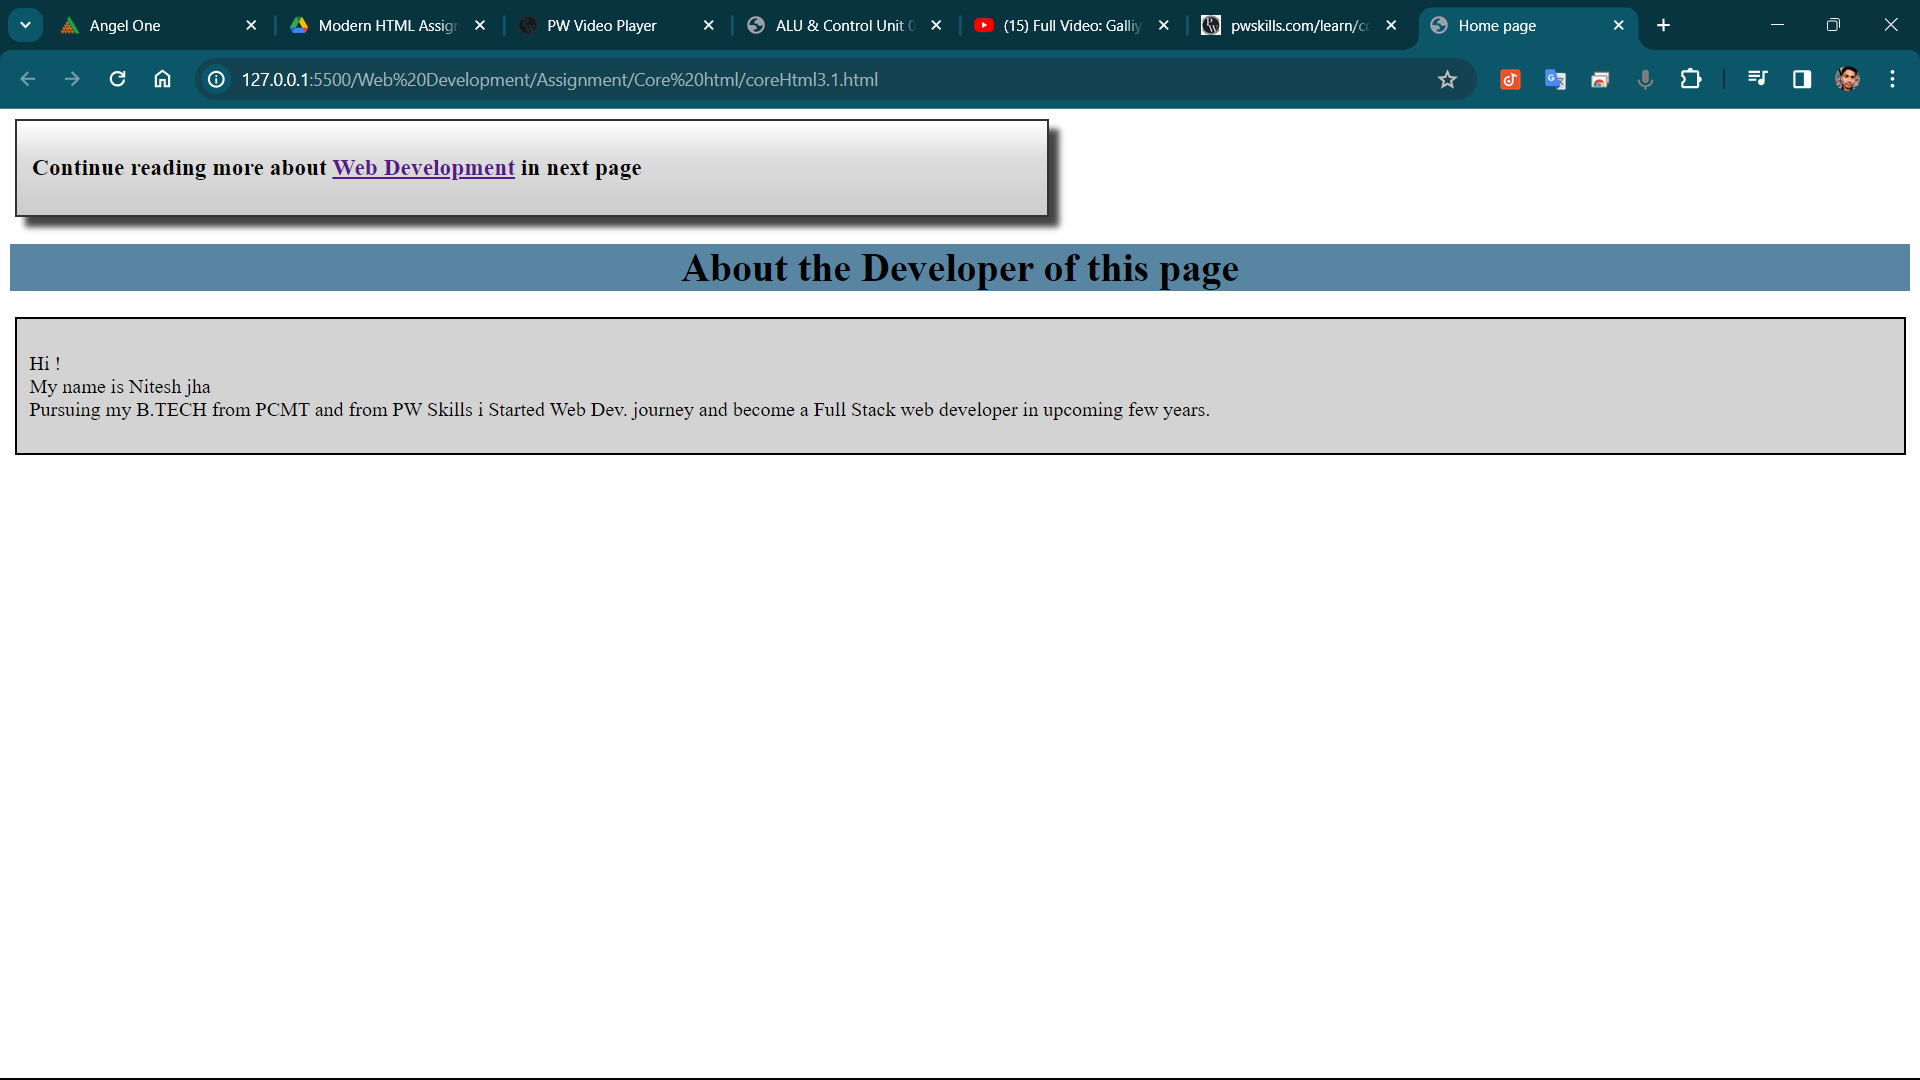 Angel One
Modern HTML Assig
PW Video Player
ALU & Control Unit
(15) Full Video: Galliy
pwskills.com/learn/co
Home page
127.0.0.1:5500/Web%20Development/Assignment/Core%20html/coreHtml3.1.html
Continue reading more about Web Development in next page
About the Developer of this page
Hi !
My name is Nitesh jha
Pursuing my B.TECH from PCMT and from PW Skills i Started Web Dev. journey and become a Full Stack web developer in upcoming few years.